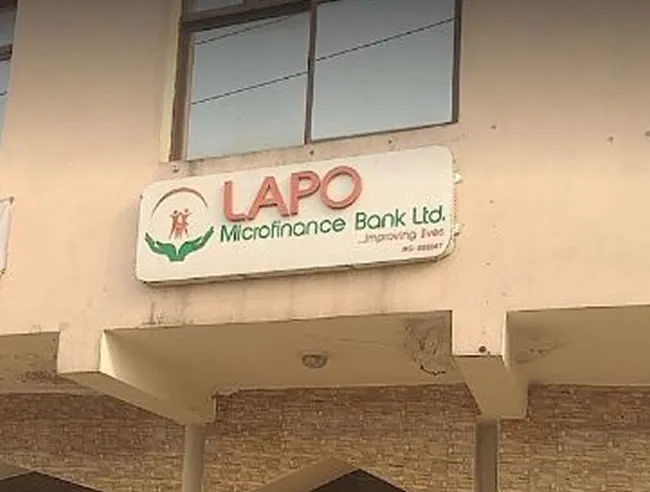 LAPO
Microfinance Bank Ltd.
...improving lives